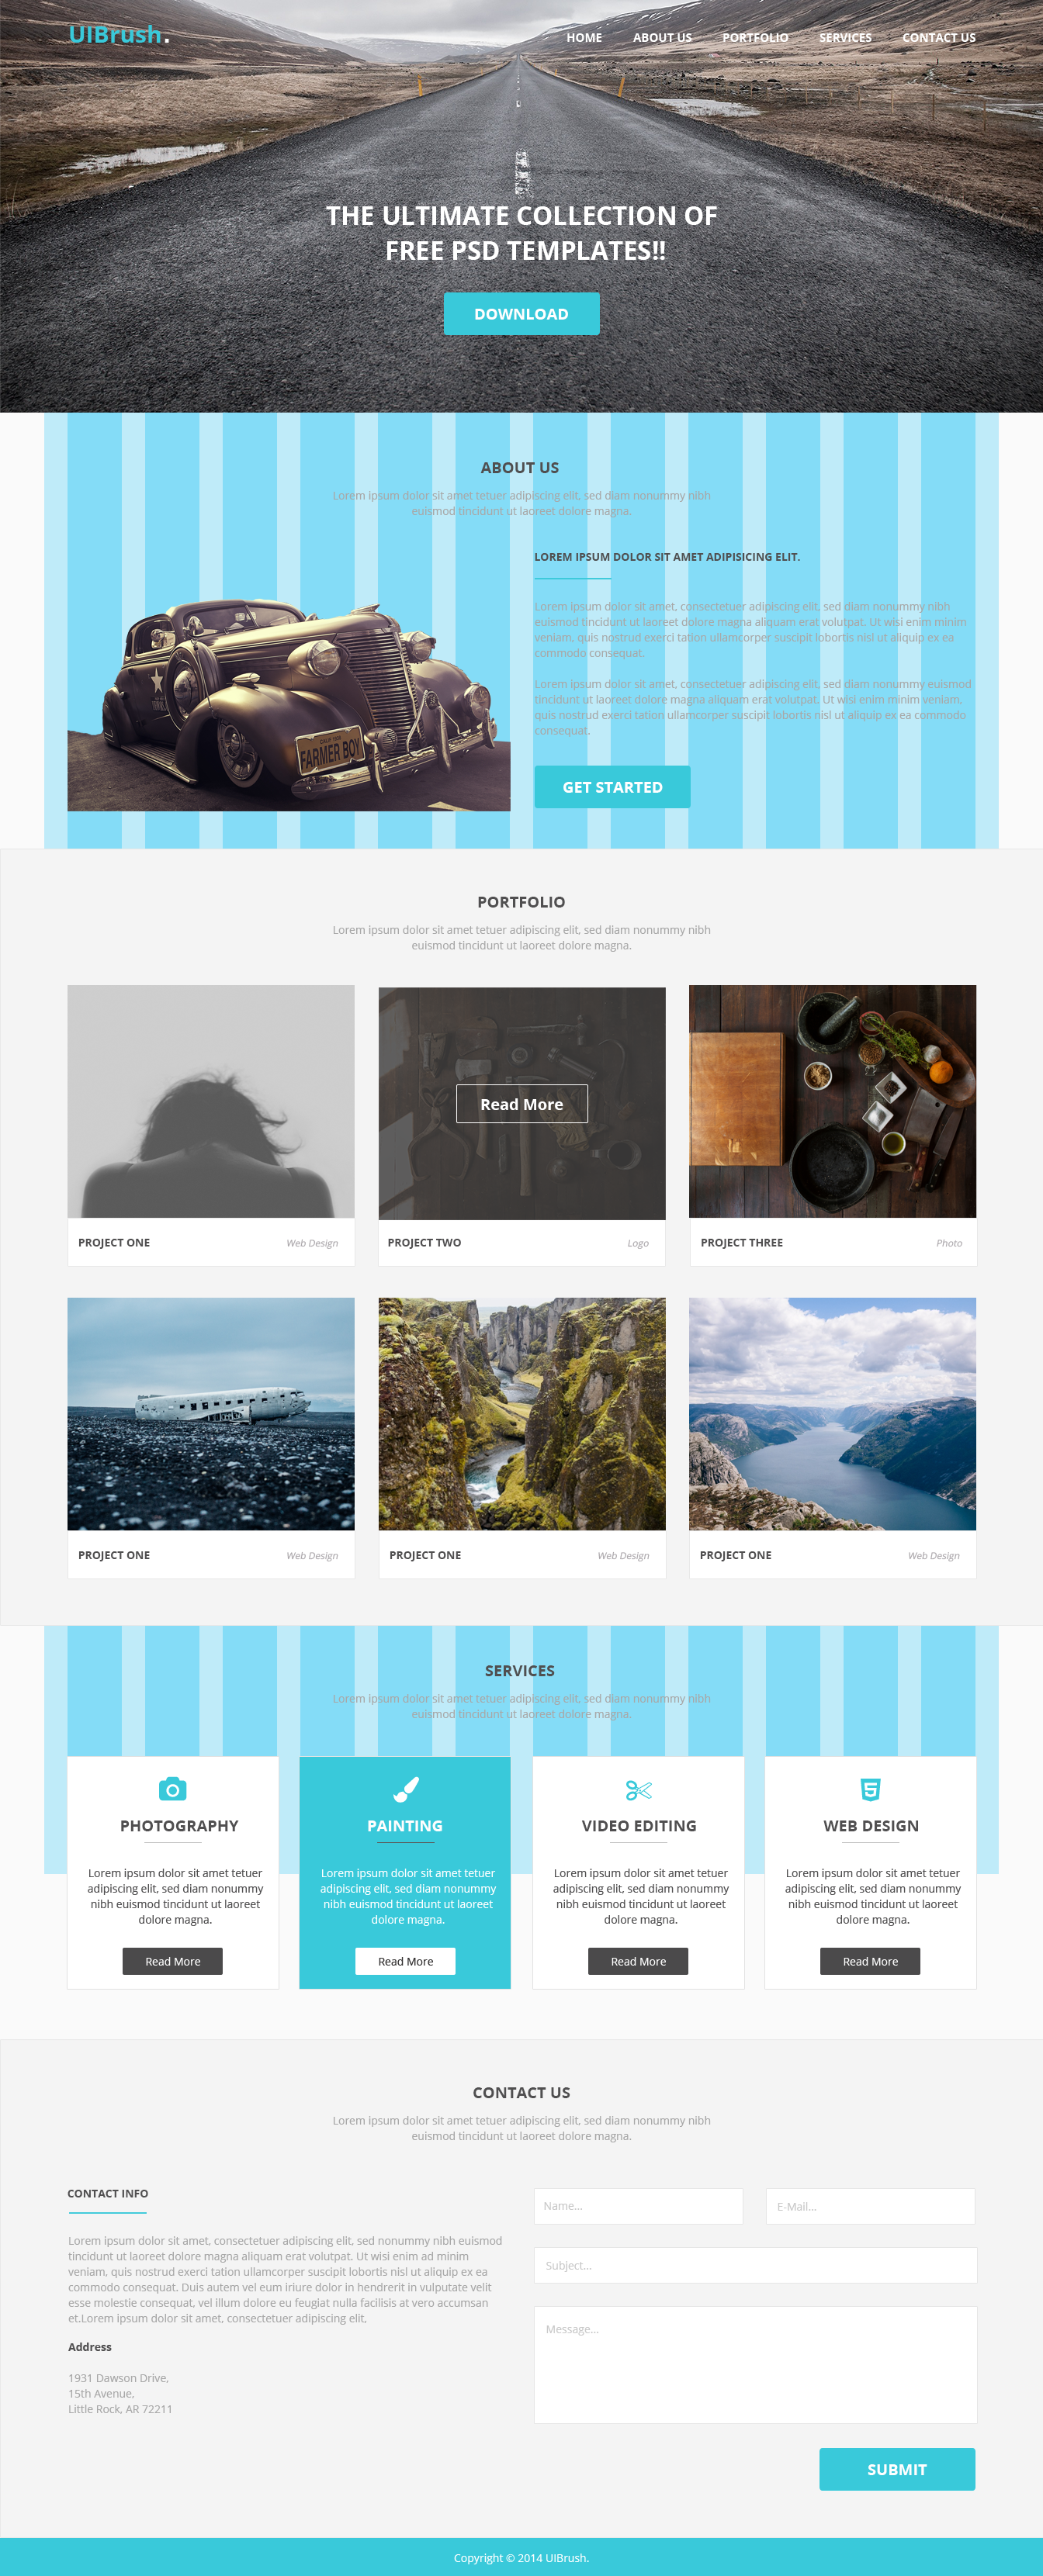 UIBrush.
HOME ABOUT US PORTFOLIO SERVICES CONTACT US
THE ULTIMATE COLLECTION OF
FREE PSD TEMPLATES!!
DOWNLOAD
ABOUT US
Lorem ipsum dolor sit amet tetuer adipiscing elit, sed diam nonummy nibh
euismod tincidunt ut laoreet dolore magna.
FARMER BOY
LOREM IPSUM DOLOR SIT AMET ADIPISICING ELIT.
Lorem ipsum dolor sit amet, consectetuer adipiscing elit, sed diam nonummy nibh
euismod tincidunt ut laoreet dolore magna aliquam erat volutpat. Ut wisi enim minim
veniam, quis nostrud exerci tation ullamcorper suscipit lobortis nisl ut aliquip ex ea
commodo consequat.
Lorem ipsum dolor sit amet, consectetuer adipiscing elit, sed diam nonummy euismod
tincidunt ut laoreet dolore magna aliquam erat volutpat. Ut wisi enim minim veniam,
quis nostrud exerci tation ullamcorper suscipit lobortis nisl ut aliquip ex ea commodo
consequat.
GET STARTED
PORTFOLIO
Lorem ipsum dolor sit amet tetuer adipiscing elit, sed diam nonummy nibh
euismod tincidunt ut laoreet dolore magna.
Read More
PROJECT ONE Web Design
PROJECT TWO Logo
PROJECT THREE Photo
PROJECT ONE Web Design
PROJECT ONE Web Design
PROJECT ONE Web Design
SERVICES
Lorem ipsum dolor sit amet tetuer adipiscing elit, sed diam nonummy nibh
euismod tincidunt ut laoreet dolore magna.
PHOTOGRAPHY
Lorem ipsum dolor sit amet tetuer
adipiscing elit, sed diam nonummy
nibh euismod tincidunt ut laoreet
dolore magna.
Read More
PAINTING
Lorem ipsum dolor sit amet tetuer
adipiscing elit, sed diam nonummy
nibh euismod tincidunt ut laoreet
dolore magna.
Read More
VIDEO EDITING
Lorem ipsum dolor sit amet tetuer
adipiscing elit, sed diam nonummy
nibh euismod tincidunt ut laoreet
dolore magna.
Read More
WEB DESIGN
Lorem ipsum dolor sit amet tetuer
adipiscing elit, sed diam nonummy
nibh euismod tincidunt ut laoreet
dolore magna.
Read More
CONTACT US
Lorem ipsum dolor sit amet tetuer adipiscing elit, sed diam nonummy nibh
euismod tincidunt ut laoreet dolore magna.
CONTACT INFO
Lorem ipsum dolor sit amet, consectetuer adipiscing elit, sed nonummy nibh euismod
tincidunt ut laoreet dolore magna aliquam erat volutpat. Ut wisi enim ad minim
veniam, quis nostrud exerci tation ullamcorper suscipit lobortis nisl ut aliquip ex ea
commodo consequat. Duis autem vel eum iriure dolor in hendrerit in vulputate velit
esse molestie consequat, vel illum dolore eu feugiat nulla facilisis at vero accumsan
et.Lorem ipsum dolor sit amet, consectetuer adipiscing elit,
Address
1931 Dawson Drive,
15th Avenue,
Little Rock, AR 72211
Name...
E-Mail...
Subject...
Message...
SUBMIT
Copyright © 2014 UIBrush.